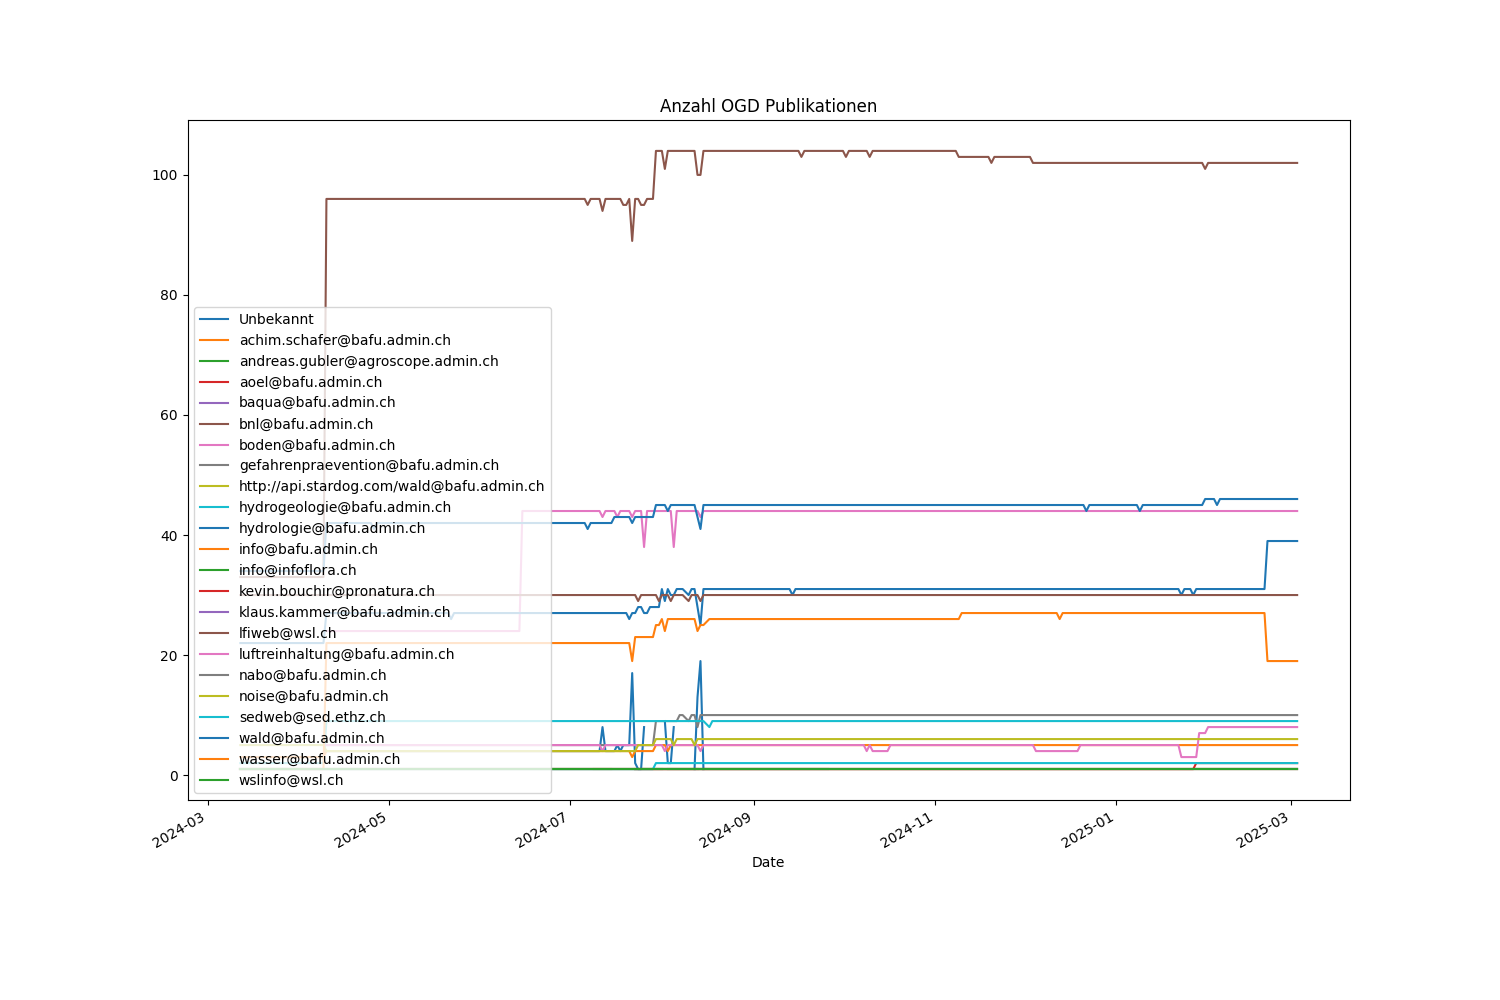 Anzahl OGD Publikationen
100
80
60
40
20
0
Unbekannt
achim.schafer@bafu.admin.ch
andreas.gubler@agroscope.admin.ch
aoel@bafu.admin.ch
baqua@bafu.admin.ch
bnl@bafu.admin.ch
boden@bafu.admin.ch
gefahrenpraevention@bafu.admin.ch
http://api.stardog.com/wald@bafu.admin.ch
hydrogeologie@bafu.admin.ch
hydrologie@bafu.admin.ch
info@bafu.admin.ch
info@infoflora.ch
kevin.bouchir@pronatura.ch
klaus.kammer@bafu.admin.ch
lfiweb@wsl.ch
luftreinhaltung@bafu.admin.ch
nabo@bafu.admin.ch
noise@bafu.admin.ch
sedweb@sed.ethz.ch
wald@bafu.admin.ch
wasser@bafu.admin.ch
wslinfo@wsl.ch
2024-03
2024-05
2024-07
2024-09
2024-11
2025-01
2025-03
Date